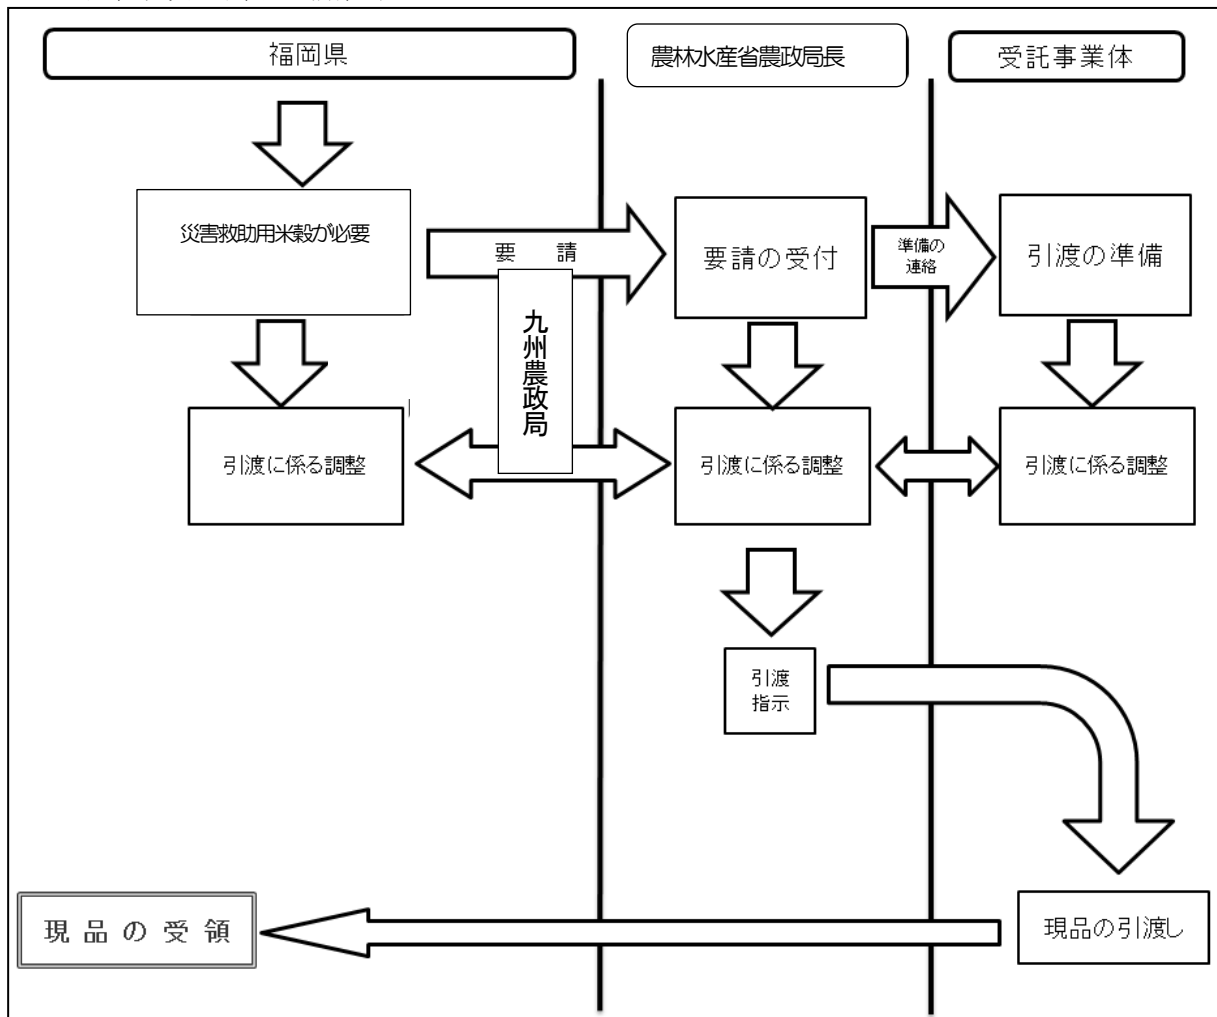 福岡県
農林水産省農政局長
受託事業体
災害救助用米穀が必要
要　請
要請の受付
準備の
連絡
引渡の準備
九州農政局
引渡に係る調整
引渡に係る調整
引渡に係る調整
引渡
指示
現品の受領
現品の引渡し